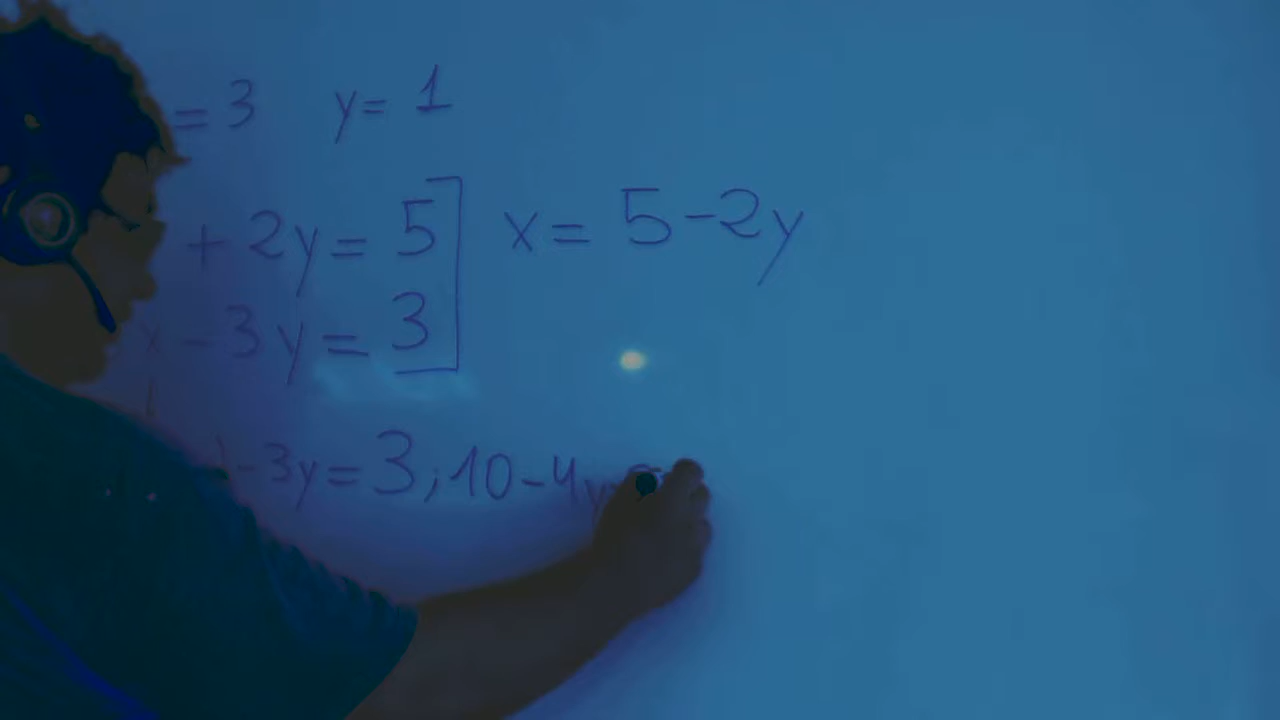 = 3 y = 1
+ 2y = 5 x = 5 - 2y
x - 3y = 3
) - 3y = 3 ; 10 - 4y